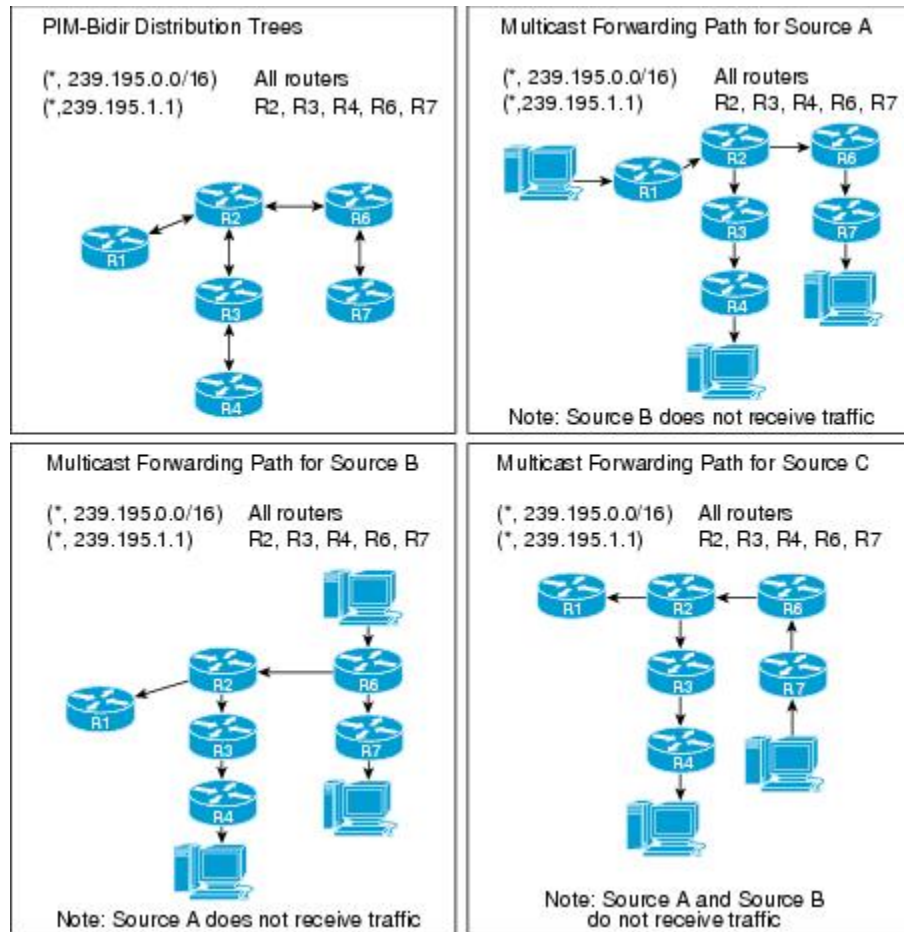 PIM-Bidir Distribution Trees
(*, 239.195.0.0/16) All routers
(*,239.195.1.1) R2, R3, R4, R6, R7
R2
R6
R1
R3
R7
R4
Multicast Forwarding Path for Source A
(*, 239.195.0.0/16) All routers
(*,239.195.1.1) R2, R3, R4, R6, R7
R2
R6
R1
R3
R7
R4
Note: Source B does not receive traffic
Multicast Forwarding Path for Source B
(*, 239.195.0.0/16) All routers
(*, 239.195.1.1) R2, R3, R4, R6, R7
R2
R6
R1
R3
R7
R4
Note: Source A does not receive traffic
Multicast Forwarding Path for Source C
(*, 239.195.0.0/16) All routers
(*, 239.195.1.1) R2, R3, R4, R6, R7
R1
R2
R6
R3
R7
R4
Note: Source A and Source B
do not receive traffic